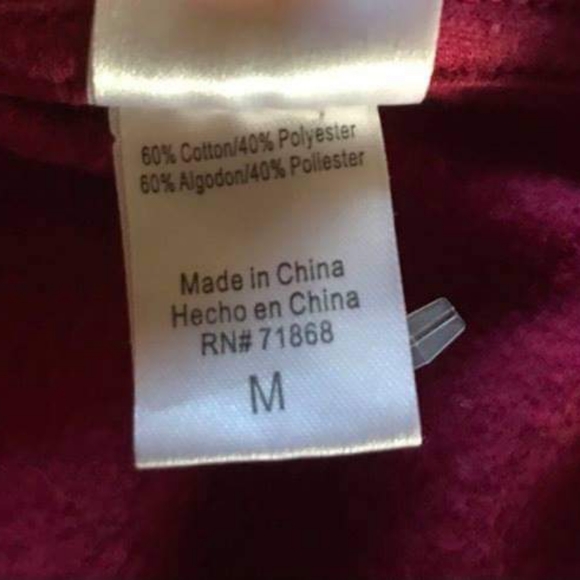 60% Cotton/40% Polyester
60% Algodon/40% Poliester
Made in China
Hecho en China
RN# 71868
M